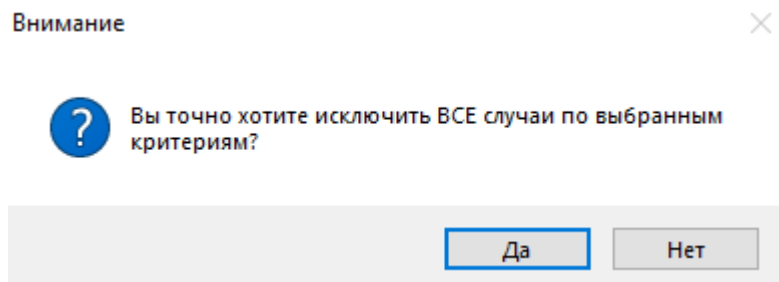 Внимание
Вы точно хотите исключить ВСЕ случаи по выбранным
критериям?
Да
Нет